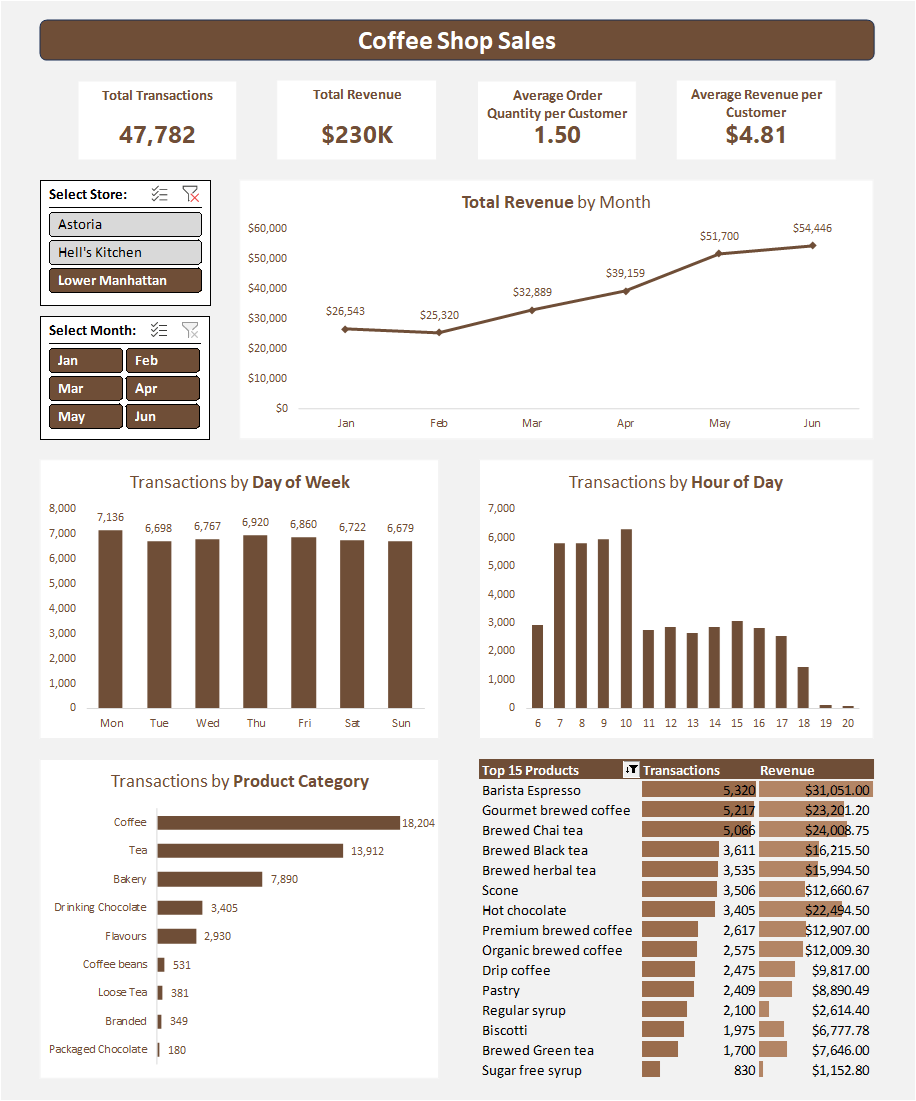 Coffee Shop Sales
Total Transactions
47,782
Total Revenue
$230K
Average Order
Quantity per Customer
1.50
Average Revenue per
Customer
$4.81
Select Store:
Astoria
Hell's Kitchen
Lower Manhattan
Select Month:
Jan Feb
Mar Apr
May Jun
Total Revenue by Month
$60,000
$50,000
$40,000
$30,000
$20,000
$10,000
$0
$26,543
$25,320
$32,889
$39,159
$51,700
$54,446
Jan Feb Mar Apr May Jun
Transactions by Day of Week
8,000
7,000
6,000
5,000
4,000
3,000
2,000
1,000
0
7,136 6,698 6,767 6,920 6,860 6,722 6,679
Mon Tue Wed Thu Fri Sat Sun
Transactions by Hour of Day
7,000
6,000
5,000
4,000
3,000
2,000
1,000
0
6 7 8 9 10 11 12 13 14 15 16 17 18 19 20
Transactions by Product Category
Coffee 18,204
Tea 13,912
Bakery 7,890
Drinking Chocolate 3,405
Flavours 2,930
Coffee beans 531
Loose Tea 381
Branded 349
Packaged Chocolate 180
Top 15 Products Transactions Revenue
Barista Espresso 5,320 $31,051.00
Gourmet brewed coffee 5,217 $23,201.20
Brewed Chai tea 5,066 $24,008.75
Brewed Black tea 3,611 $16,215.50
Brewed herbal tea 3,535 $15,994.50
Scone 3,506 $12,660.67
Hot chocolate 3,405 $22,494.50
Premium brewed coffee 2,617 $12,907.00
Organic brewed coffee 2,575 $12,009.30
Drip coffee 2,475 $9,817.00
Pastry 2,409 $8,890.49
Regular syrup 2,100 $2,614.40
Biscotti 1,975 $6,777.78
Brewed Green tea 1,700 $7,646.00
Sugar free syrup 830 $1,152.80